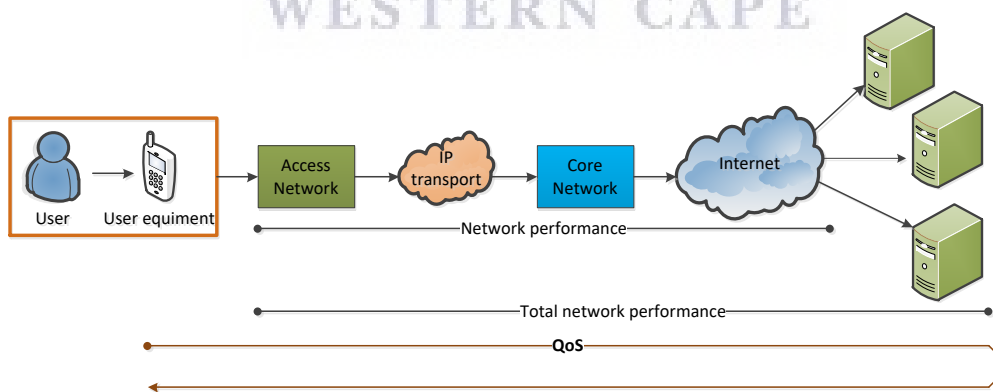 WESTERN CAPE
User
User equiment
Access
Network
IP
transport
Core
Network
Internet
Network performance
Total network performance
QoS